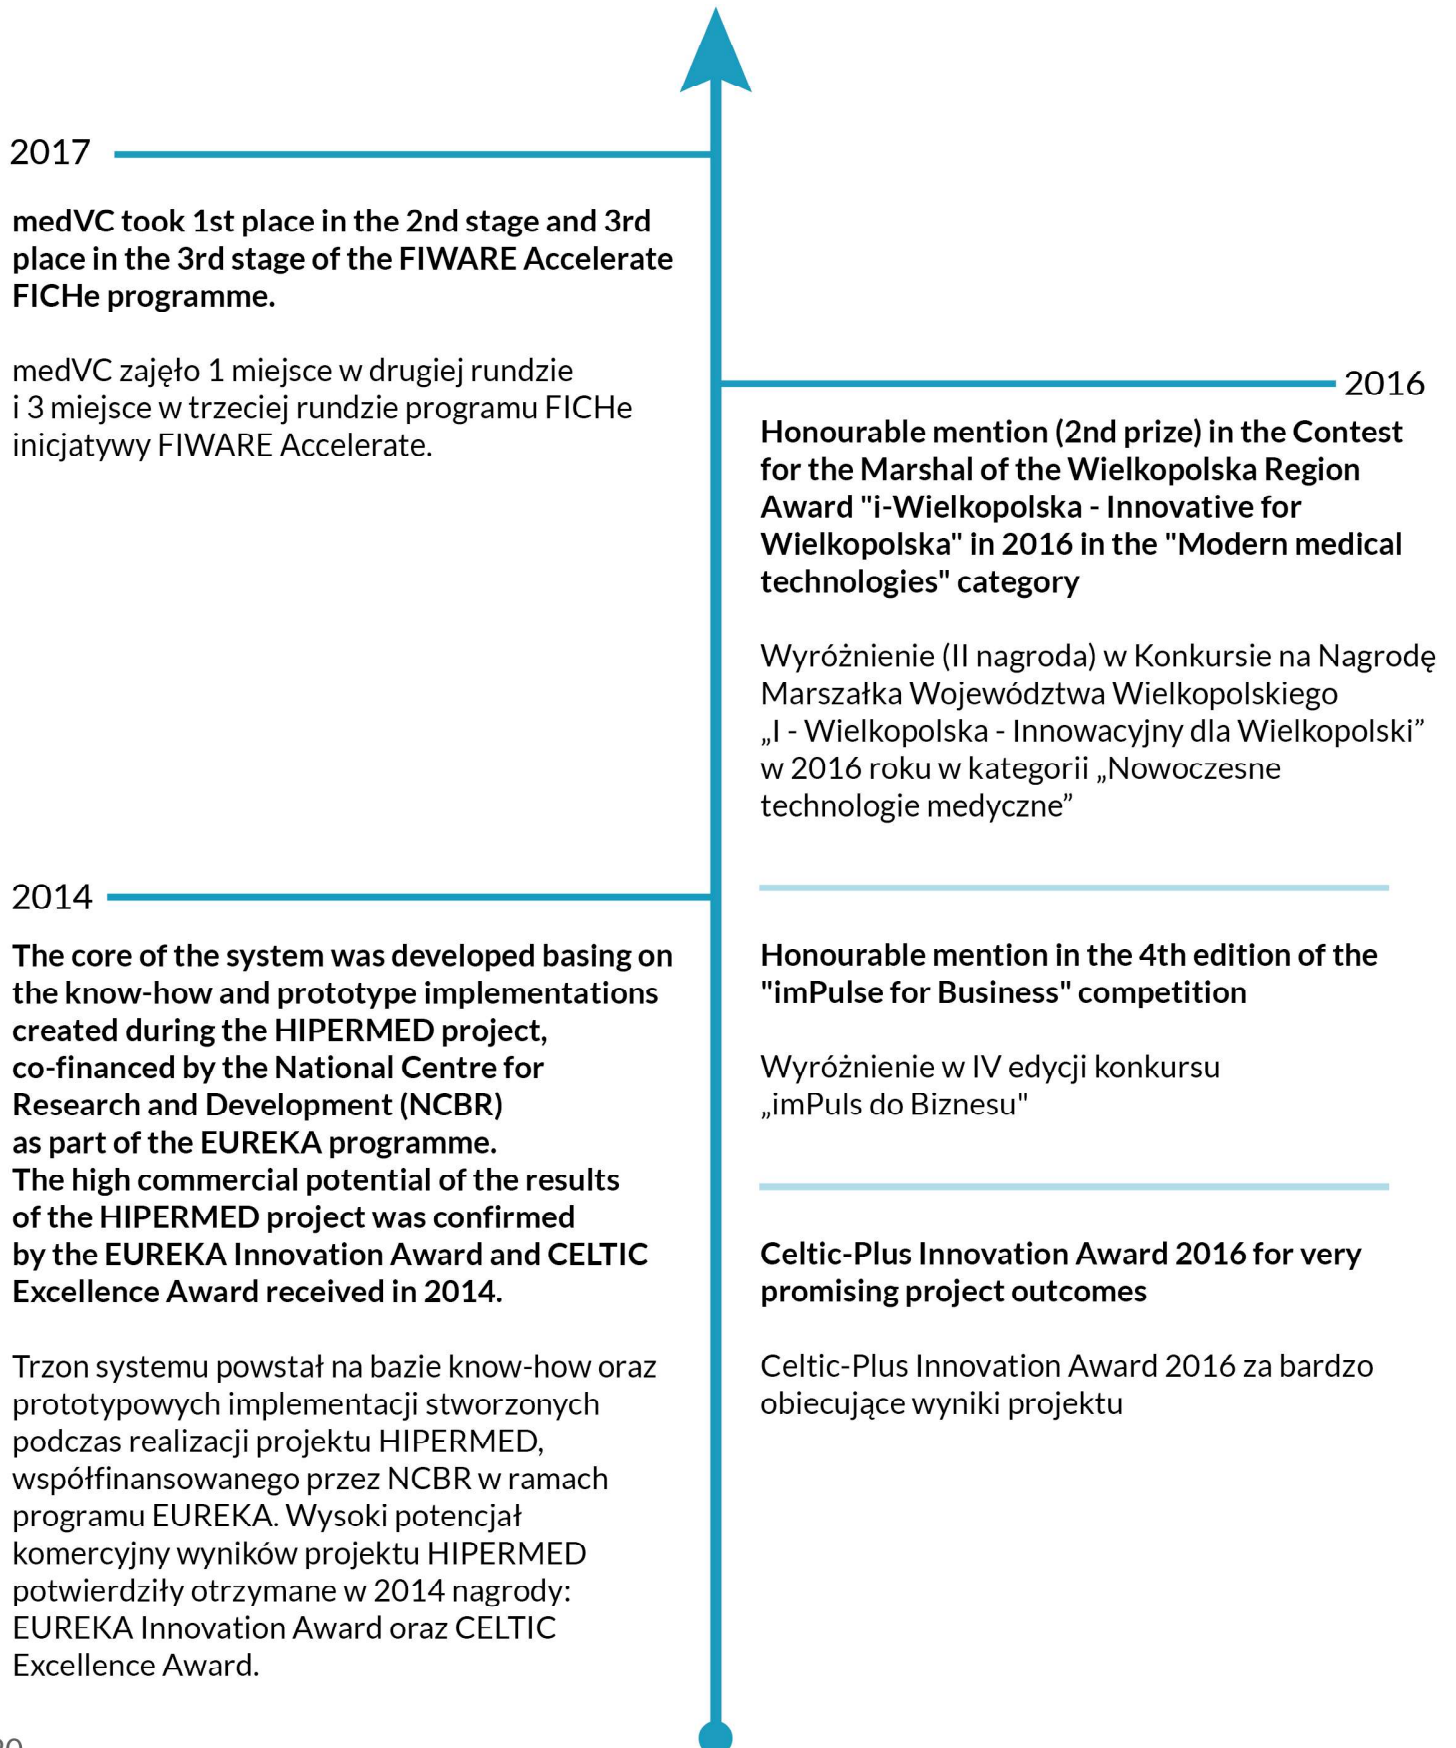 2017
medVC took 1st place in the 2nd stage and 3rd
place in the 3rd stage of the FIWARE Accelerate
FICHe programme.
medVC zajęło 1 miejsce w drugiej rundzie
i 3 miejsce w trzeciej rundzie programu FICHe
inicjatywy FIWARE Accelerate.
2016
Honourable mention (2nd prize) in the Contest
for the Marshal of the Wielkopolska Region
Award "i-Wielkopolska - Innovative for
Wielkopolska" in 2016 in the "Modern medical
technologies" category
Wyróżnienie (II nagroda) w Konkursie na Nagrodę
Marszałka Województwa Wielkopolskiego
„I - Wielkopolska - Innowacyjny dla Wielkopolski”
w 2016 roku w kategorii „Nowoczesne
technologie medyczne”
Honourable mention in the 4th edition of the
"imPulse for Business" competition
Wyróżnienie w IV edycji konkursu
„imPuls do Biznesu"
Celtic-Plus Innovation Award 2016 for very
promising project outcomes
Celtic-Plus Innovation Award 2016 za bardzo
obiecujące wyniki projektu
2014
The core of the system was developed basing on
the know-how and prototype implementations
created during the HIPERMED project,
co-financed by the National Centre for
Research and Development (NCBR)
as part of the EUREKA programme.
The high commercial potential of the results
of the HIPERMED project was confirmed
by the EUREKA Innovation Award and CELTIC
Excellence Award received in 2014.
Trzon systemu powstał na bazie know-how oraz
prototypowych implementacji stworzonych
podczas realizacji projektu HIPERMED,
współfinansowanego przez NCBR w ramach
programu EUREKA. Wysoki potencjał
komercyjny wyników projektu HIPERMED
potwierdziły otrzymane w 2014 nagrody:
EUREKA Innovation Award oraz CELTIC
Excellence Award.